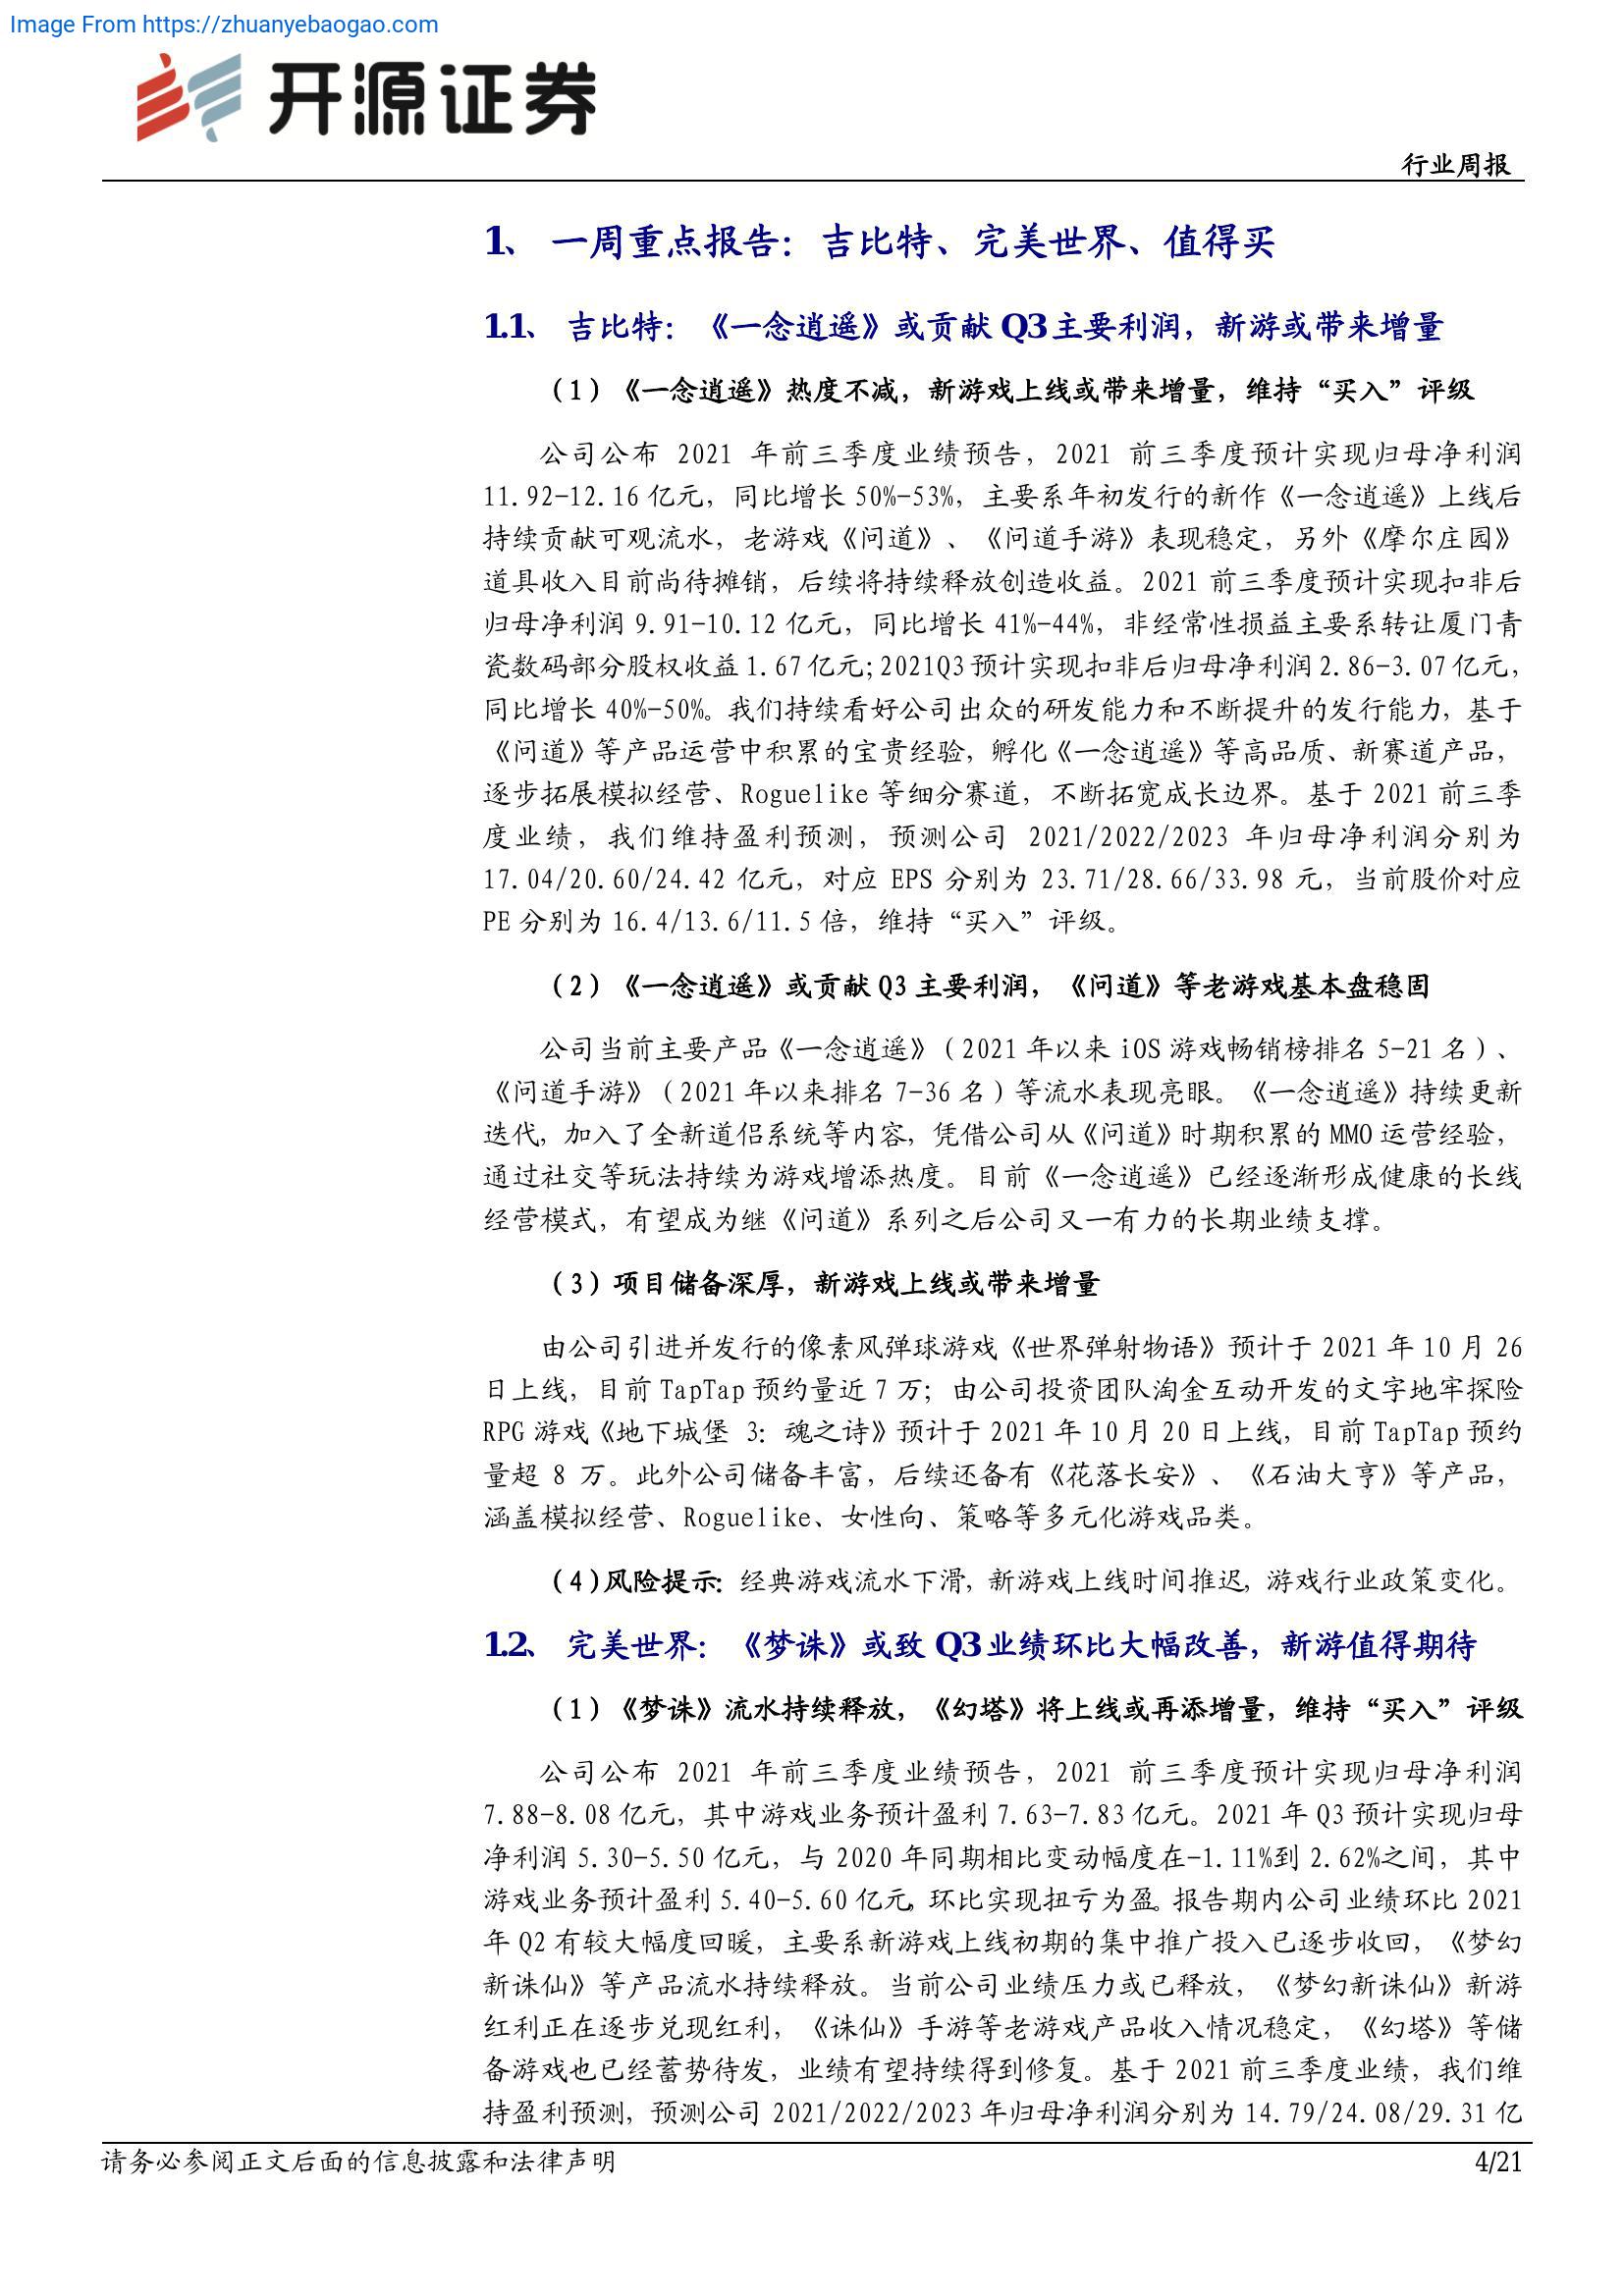 Image From https://zhuanyebaogao.com
开源证券
行业周报
1、 一周重点报告：吉比特、完美世界、值得买
1.1、 吉比特：《一念逍遥》或贡献 Q3 主要利润，新游或带来增量
（1）《一念逍遥》热度不减，新游戏上线或带来增量，维持“买入”评级
公司公布 2021 年前三季度业绩预告，2021 前三季度预计实现归母净利润
11.92-12.16 亿元，同比增长 50%-53%，主要系年初发行的新作《一念逍遥》上线后
持续贡献可观流水，老游戏《问道》、《问道手游》表现稳定，另外《摩尔庄园》
道具收入目前尚待摊销，后续将持续释放创造收益。2021 前三季度预计实现扣非后
归母净利润 9.91-10.12 亿元，同比增长 41%-44%，非经常性损益主要系转让厦门青
瓷数码部分股权收益 1.67 亿元；2021Q3 预计实现扣非后归母净利润 2.86-3.07 亿元，
同比增长 40%-50%。我们持续看好公司出众的研发能力和不断提升的发行能力，基于
《问道》等产品运营中积累的宝贵经验，孵化《一念逍遥》等高品质、新赛道产品，
逐步拓展模拟经营、Roguelike 等细分赛道，不断拓宽成长边界。基于 2021 前三季
度业绩，我们维持盈利预测，预测公司 2021/2022/2023 年归母净利润分别为
17.04/20.60/24.42 亿元，对应 EPS 分别为 23.71/28.66/33.98 元，当前股价对应
PE 分别为 16.4/13.6/11.5 倍，维持“买入”评级。
（2）《一念逍遥》或贡献 Q3 主要利润，《问道》等老游戏基本盘稳固
公司当前主要产品《一念逍遥》（2021 年以来 iOS 游戏畅销榜排名 5-21 名）、
《问道手游》（2021 年以来排名 7-36 名）等流水表现亮眼。《一念逍遥》持续更新
迭代，加入了全新道侣系统等内容，凭借公司从《问道》时期积累的 MMO 运营经验，
通过社交等玩法持续为游戏增添热度。目前《一念逍遥》已经逐渐形成健康的长线
经营模式，有望成为继《问道》系列之后公司又一有力的长期业绩支撑。
（3）项目储备深厚，新游戏上线或带来增量
由公司引进并发行的像素风弹球游戏《世界弹射物语》预计于 2021 年 10 月 26
日上线，目前 TapTap 预约量近 7 万；由公司投资团队淘金互动开发的文字地牢探险
RPG 游戏《地下城堡 3：魂之诗》预计于 2021 年 10 月 20 日上线，目前 TapTap 预约
量超 8 万。此外公司储备丰富，后续还备有《花落长安》、《石油大亨》等产品，
涵盖模拟经营、Roguelike、女性向、策略等多元化游戏品类。
（4）风险提示：经典游戏流水下滑，新游戏上线时间推迟，游戏行业政策变化。
1.2、 完美世界：《梦诛》或致 Q3 业绩环比大幅改善，新游值得期待
（1）《梦诛》流水持续释放，《幻塔》将上线或再添增量，维持“买入”评级
公司公布 2021 年前三季度业绩预告，2021 前三季度预计实现归母净利润
7.88-8.08 亿元，其中游戏业务预计盈利 7.63-7.83 亿元。2021 年 Q3 预计实现归母
净利润 5.30-5.50 亿元，与 2020 年同期相比变动幅度在-1.11%到 2.62%之间，其中
游戏业务预计盈利 5.40-5.60 亿元，环比实现扭亏为盈。报告期内公司业绩环比 2021
年 Q2 有较大幅度回暖，主要系新游戏上线初期的集中推广投入已逐步收回，《梦幻
新诛仙》等产品流水持续释放。当前公司业绩压力或已释放，《梦幻新诛仙》新游
红利正在逐步兑现红利，《诛仙》手游等老游戏产品收入情况稳定，《幻塔》等储
备游戏也已经蓄势待发，业绩有望持续得到修复。基于 2021 前三季度业绩，我们维
持盈利预测，预测公司 2021/2022/2023 年归母净利润分别为 14.79/24.08/29.31 亿
请务必参阅正文后面的信息披露和法律声明
4/21